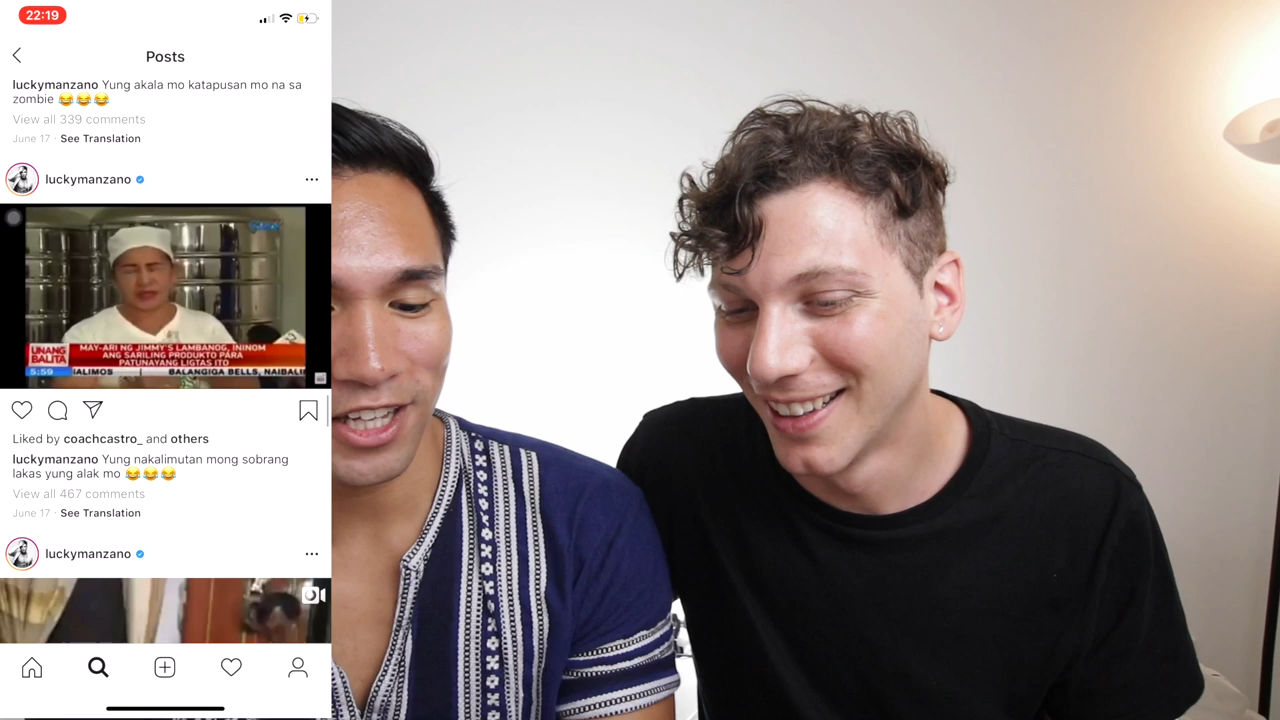 22:19
Posts
luckymanzano Yung akala mo katapusan mo na sa
zombie 😂😂😂
View all 339 comments
June 17 · See Translation
luckymanzano
UNANG
BALITA
MAY-ARI NG JIMMY'S LAMBANOG, ININOM
ANG SARILING PRODUKTO PARA
PATUNAYANG LIGTAS ITO
5:59
IALIMOS | BALANGIGA BELLS, NAIBALI
Liked by coachcastro_ and others
luckymanzano Yung nakalimutan mong sobrang
lakas yung alak mo 😂😂😂
View all 467 comments
June 17 · See Translation
luckymanzano